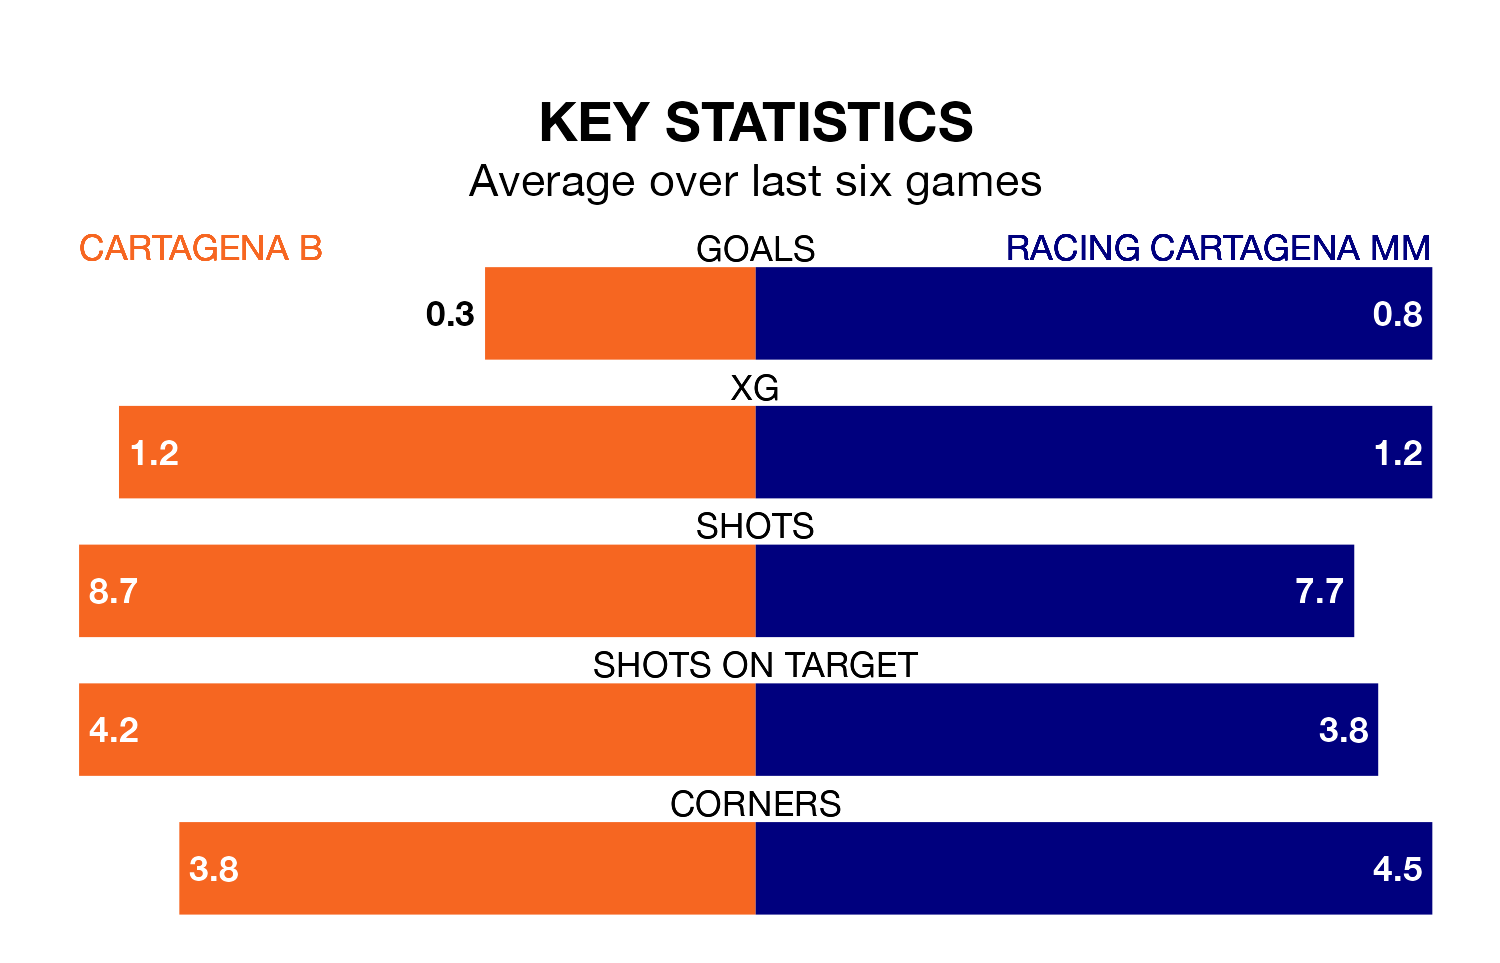 KEY STATISTICS
Average over last six games
CARTAGENA B
GOALS
RACING CARTAGENA MM
0.3
0.8
XG
1.2
1.2
SHOTS
8.7
7.7
SHOTS ON TARGET
4.2
3.8
CORNERS
3.8
4.5